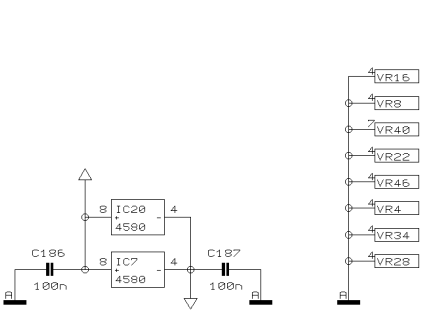 4 VR16
4 VR8
7 VR40
4 VR22
4 VR46
8 IC20 4
+ -
4580
4 VR4
4 VR34
C186
8 IC7 4
+ -
4580
C187
4 VR28
100n
100n
A
A
A